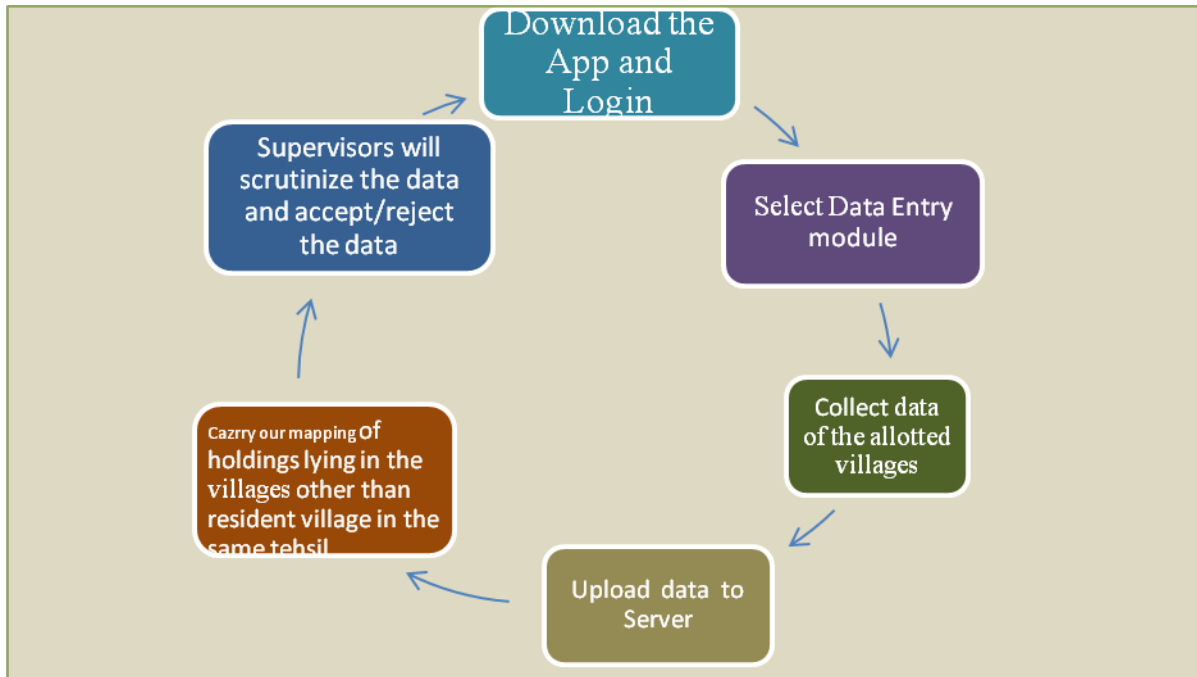 Download the
App and
Login
Select Data Entry
module
Collect data
of the allotted
villages
Upload data to
Server
Cazrry our mapping of
holdings lying in the
villages other than
resident village in the
same tehsil
Supervisors will
scrutinize the data
and accept/reject
the data